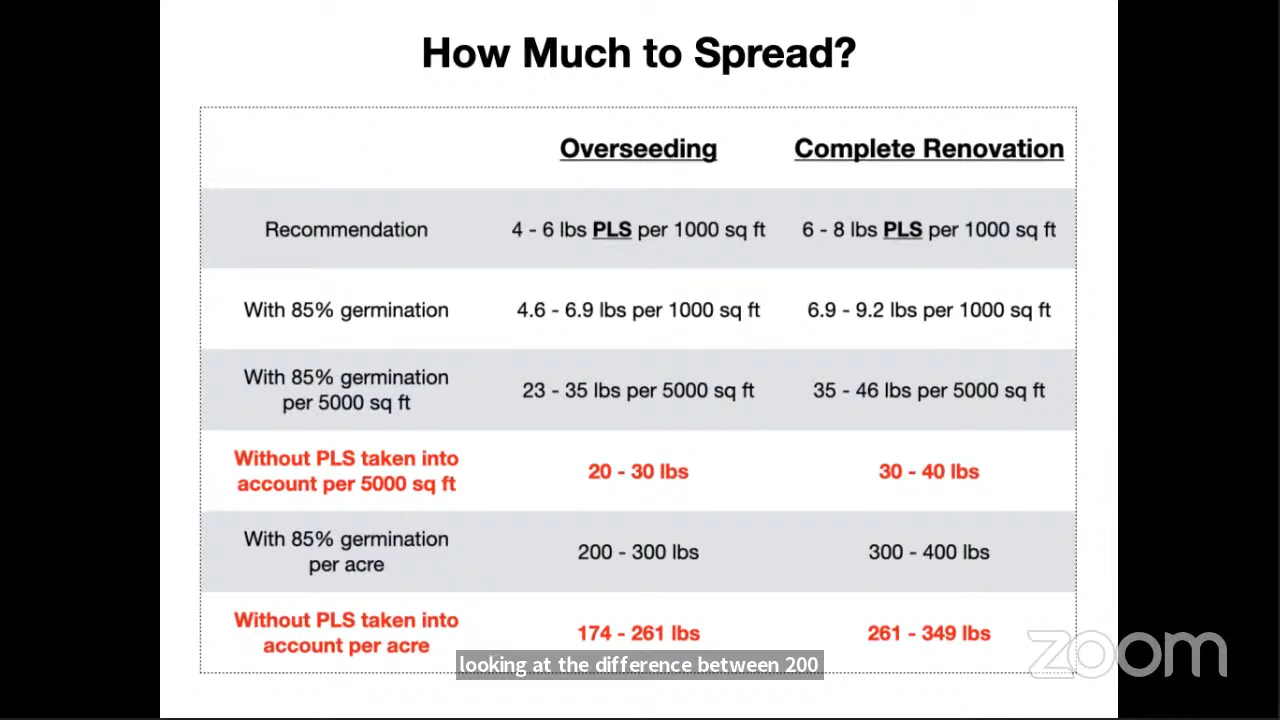 How Much to Spread?
Overseeding
Complete Renovation
Recommendation
4 - 6 lbs PLS per 1000 sq ft
6 - 8 lbs PLS per 1000 sq ft
With 85% germination
4.6 - 6.9 lbs per 1000 sq ft
6.9 - 9.2 lbs per 1000 sq ft
With 85% germination
per 5000 sq ft
23 - 35 lbs per 5000 sq ft
35 - 46 lbs per 5000 sq ft
Without PLS taken into
account per 5000 sq ft
20 - 30 lbs
30 - 40 lbs
With 85% germination
per acre
200 - 300 lbs
300 - 400 lbs
Without PLS taken into
account per acre
174 - 261 lbs
261 - 349 lbs
looking at the difference between 200
zoom